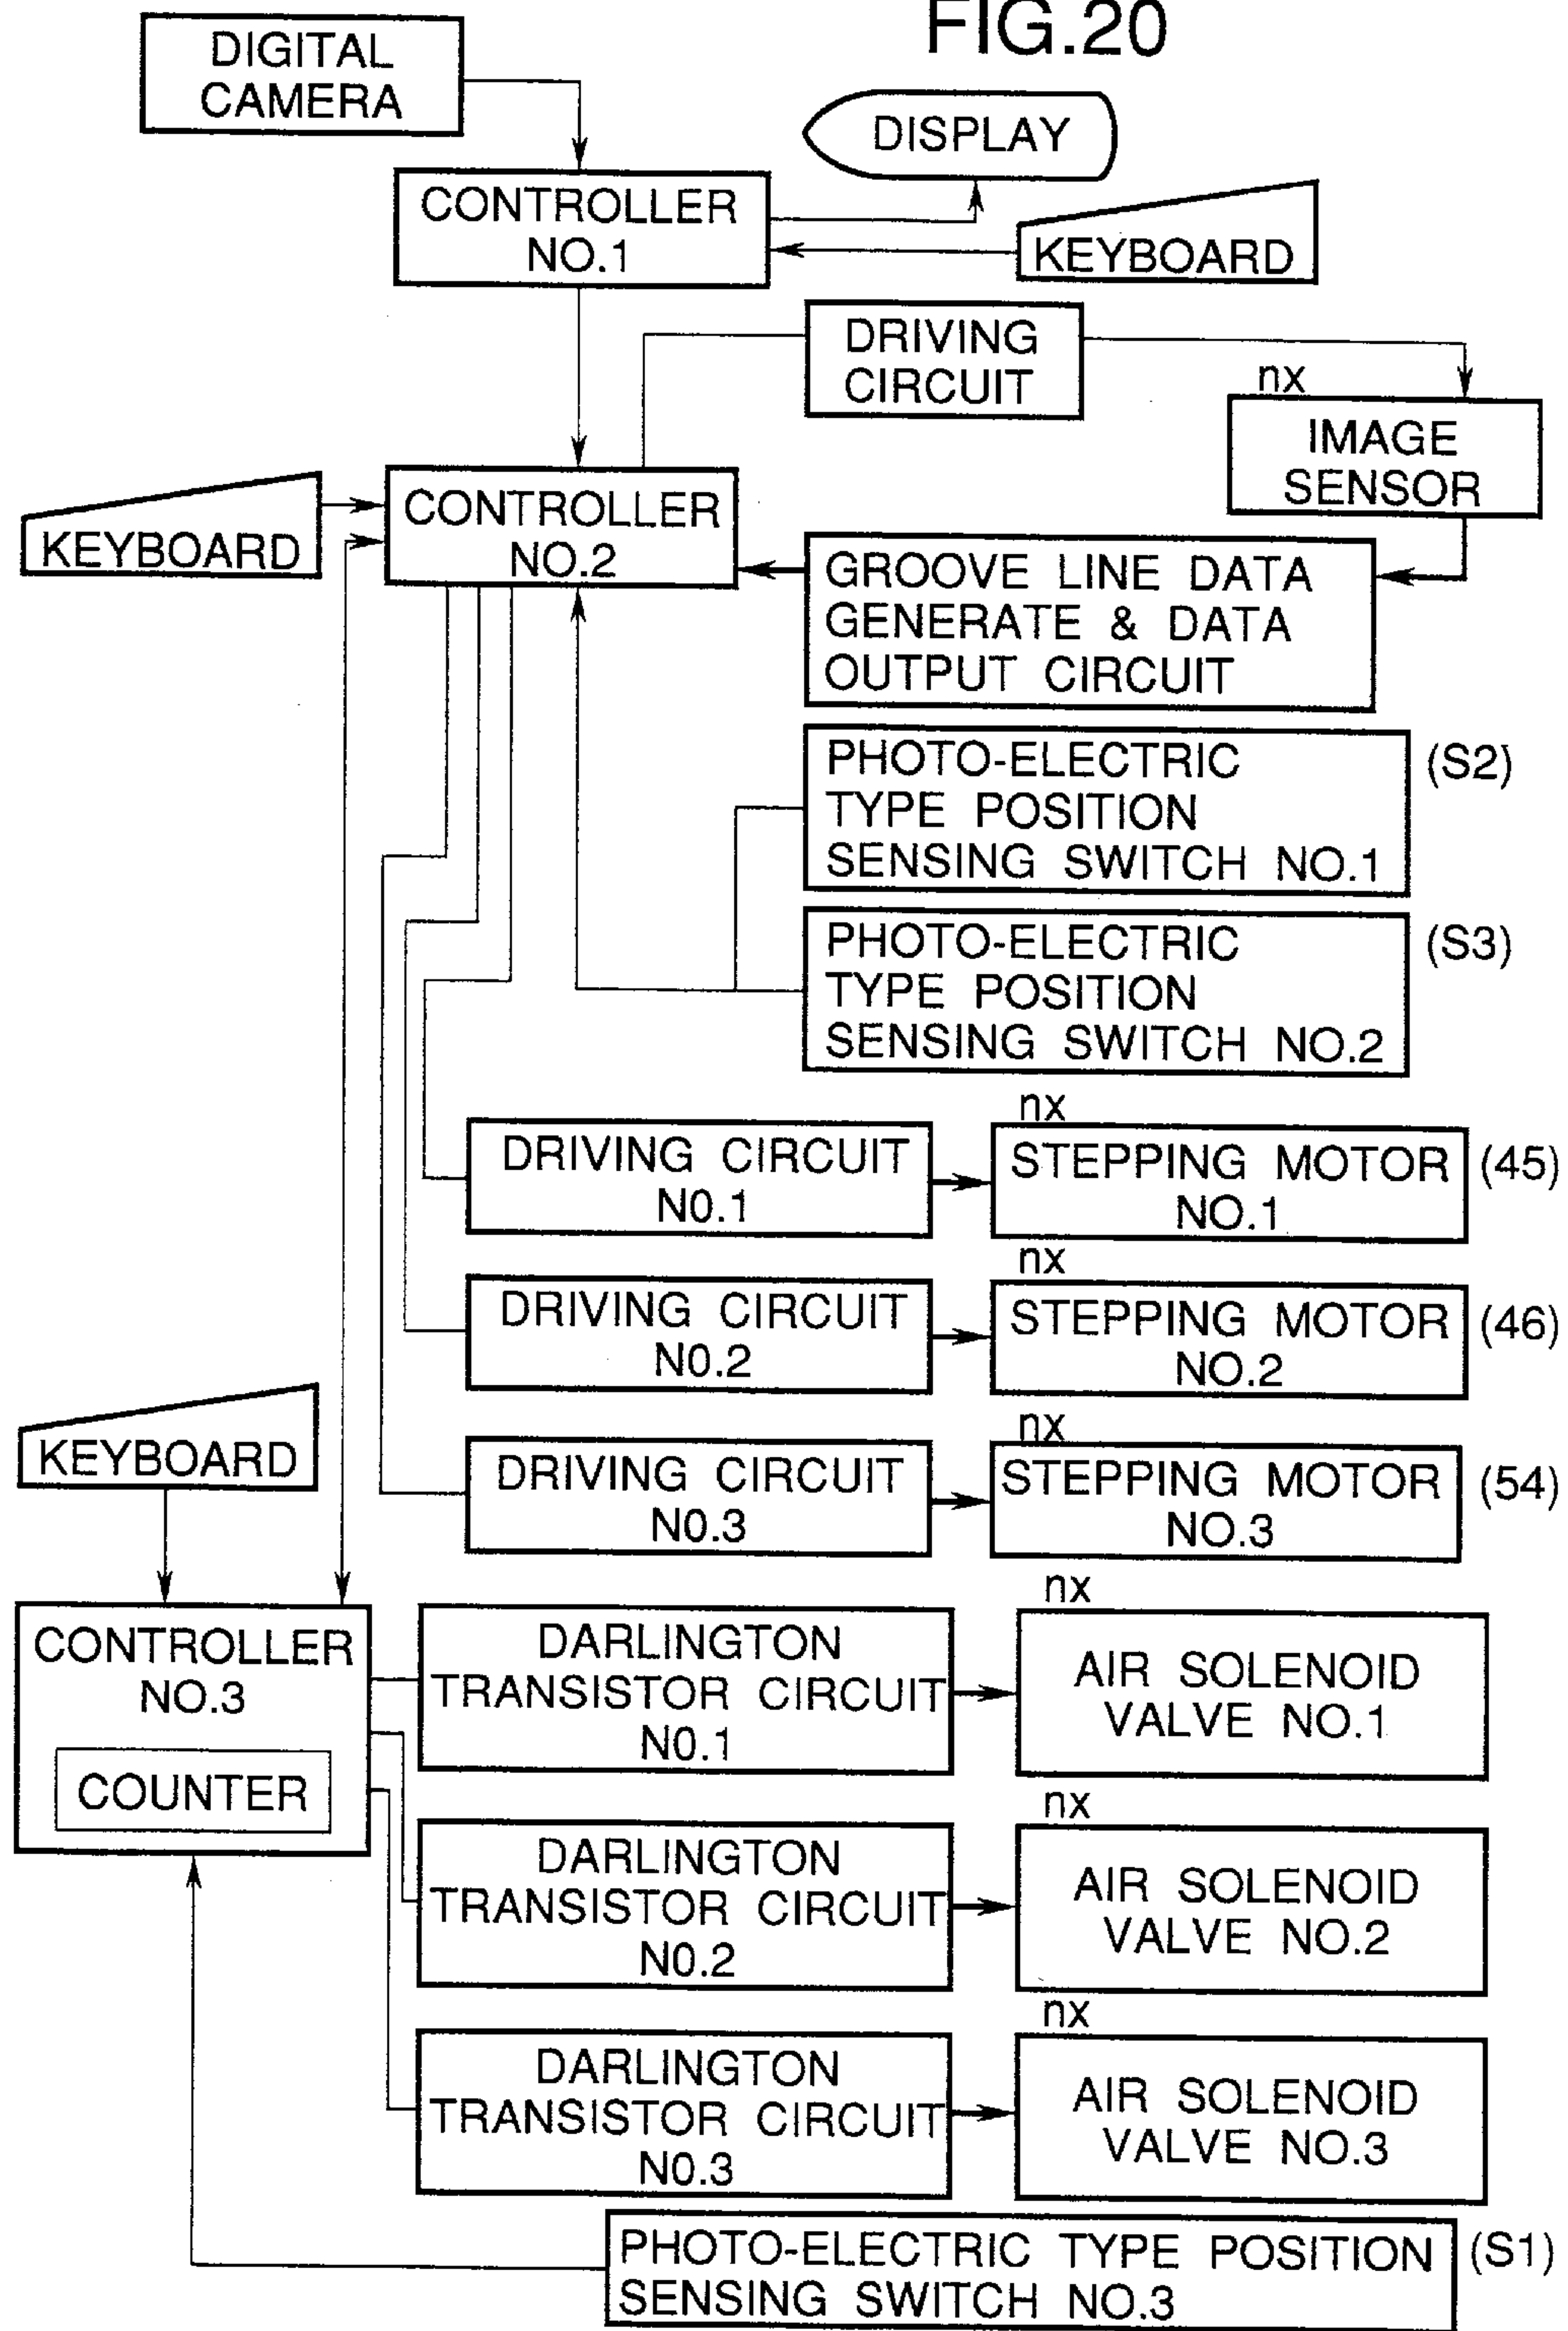 FIG.20
DIGITAL
CAMERA
DISPLAY
CONTROLLER
NO.1
KEYBOARD
DRIVING
CIRCUIT
nx
IMAGE
SENSOR
KEYBOARD
CONTROLLER
NO.2
GROOVE LINE DATA
GENERATE & DATA
OUTPUT CIRCUIT
PHOTO-ELECTRIC
TYPE POSITION
SENSING SWITCH NO.1
(S2)
PHOTO-ELECTRIC
TYPE POSITION
SENSING SWITCH NO.2
(S3)
DRIVING CIRCUIT
N0.1
nx
STEPPING MOTOR
NO.1
(45)
DRIVING CIRCUIT
N0.2
nx
STEPPING MOTOR
NO.2
(46)
KEYBOARD
DRIVING CIRCUIT
N0.3
nx
STEPPING MOTOR
NO.3
(54)
CONTROLLER
NO.3
COUNTER
DARLINGTON
TRANSISTOR CIRCUIT
N0.1
nx
AIR SOLENOID
VALVE NO.1
DARLINGTON
TRANSISTOR CIRCUIT
N0.2
nx
AIR SOLENOID
VALVE NO.2
DARLINGTON
TRANSISTOR CIRCUIT
N0.3
nx
AIR SOLENOID
VALVE NO.3
PHOTO-ELECTRIC TYPE POSITION
SENSING SWITCH NO.3
(S1)